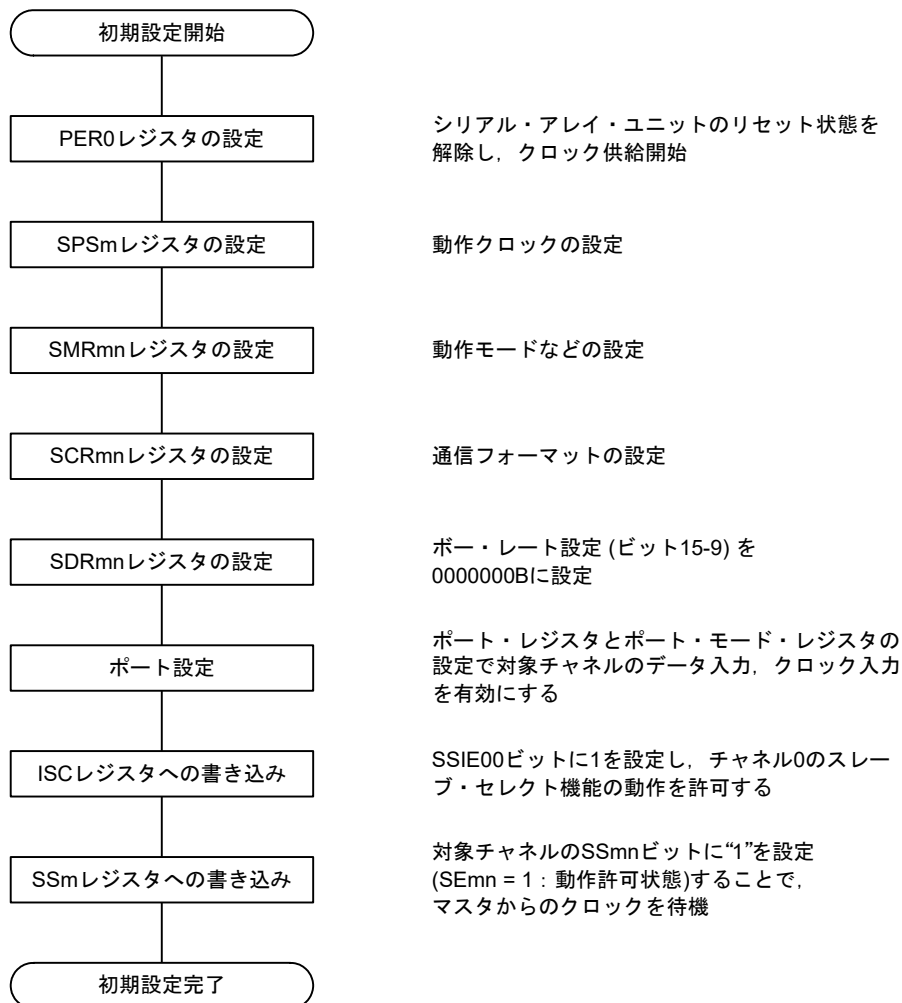 初期設定開始
PER0レジスタの設定
シリアル・アレイ・ユニットのリセット状態を
解除し，クロック供給開始
SPSmレジスタの設定
動作クロックの設定
SMRmnレジスタの設定
動作モードなどの設定
SCRmnレジスタの設定
通信フォーマットの設定
SDRmnレジスタの設定
ボー・レート設定 (ビット15-9) を
0000000Bに設定
ポート設定
ポート・レジスタとポート・モード・レジスタの
設定で対象チャネルのデータ入力，クロック入力
を有効にする
ISCレジスタへの書き込み
SSIE00ビットに1を設定し，チャネル0のスレー
ブ・セレクト機能の動作を許可する
SSmレジスタへの書き込み
対象チャネルのSSmnビットに“1”を設定
(SEmn = 1：動作許可状態)することで，
マスタからのクロックを待機
初期設定完了